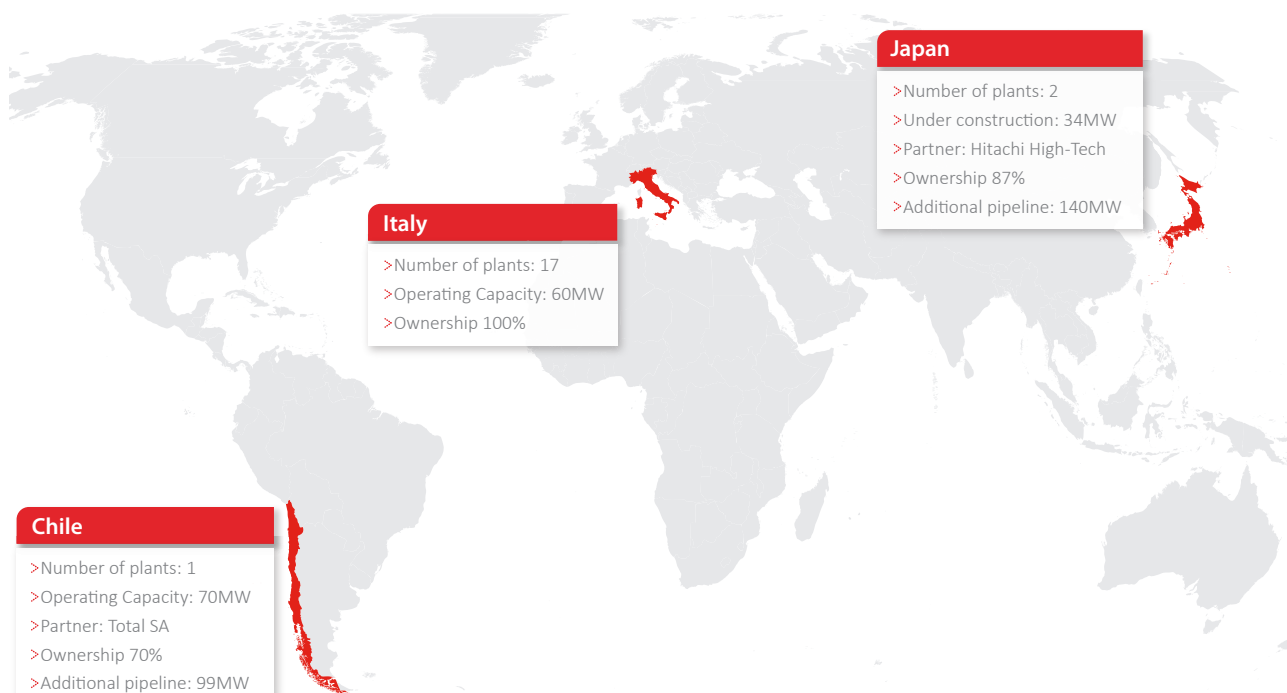 Japan
>Number of plants: 2
>Under construction: 34MW
>Partner: Hitachi High-Tech
>Ownership 87%
>Additional pipeline: 140MW
Italy
>Number of plants: 17
>Operating Capacity: 60MW
>Ownership 100%
Chile
>Number of plants: 1
>Operating Capacity: 70MW
>Partner: Total SA
>Ownership 70%
>Additional pipeline: 99MW